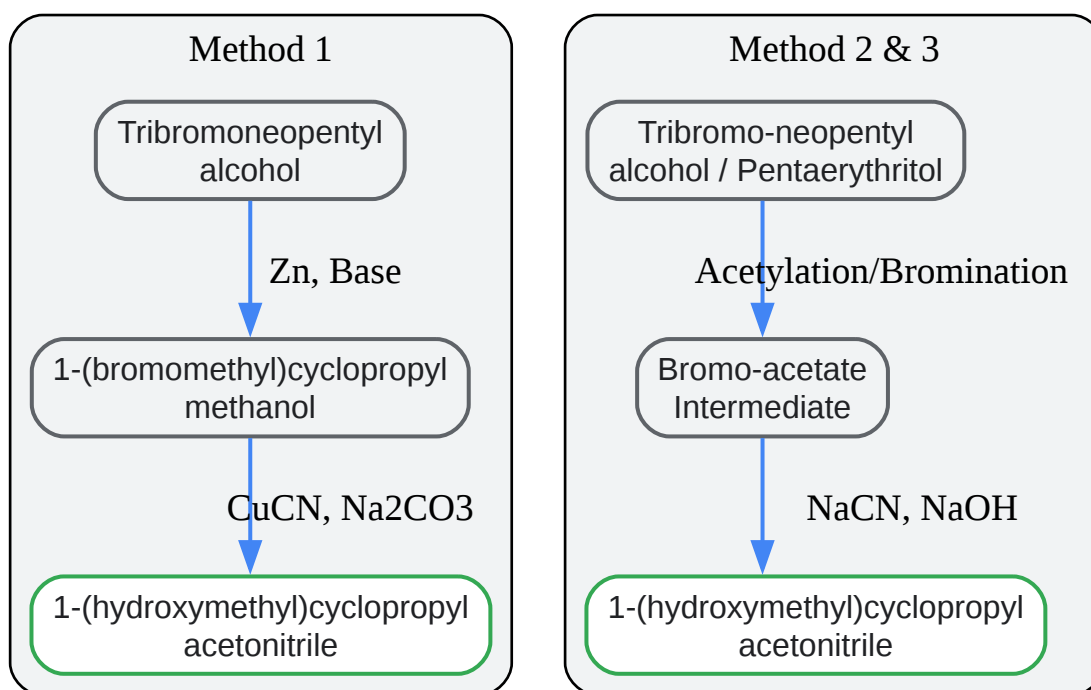 Method 1
Tribromoneopentyl
alcohol
Zn, Base
1-(bromomethyl)cyclopropyl
methanol
CuCN, Na2CO3
1-(hydroxymethyl)cyclopropyl
acetonitrile
Method 2 & 3
Tribromo-neopentyl
alcohol / Pentaerythritol
Acetylation/Bromination
Bromo-acetate
Intermediate
NaCN, NaOH
1-(hydroxymethyl)cyclopropyl
acetonitrile